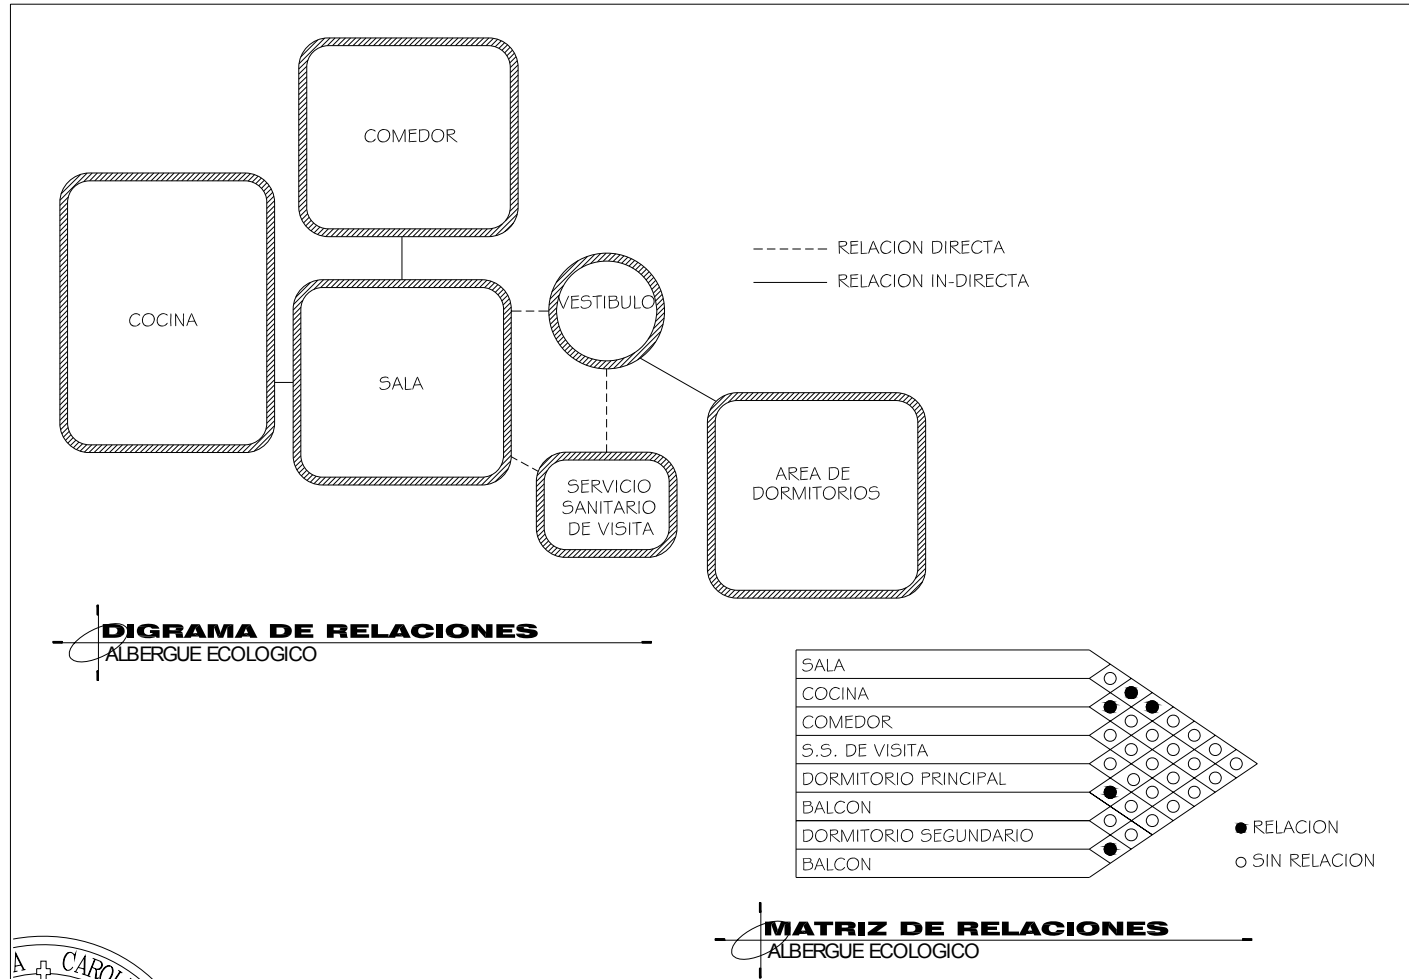 COMEDOR
COCINA
SALA
VESTIBULO
SERVICIO
SANITARIO
DE VISITA
AREA DE
DORMITORIOS
RELACION DIRECTA
RELACION IN-DIRECTA
DIGRAMA DE RELACIONES
ALBERGUE ECOLOGICO
SALA
COCINA
COMEDOR
S.S. DE VISITA
DORMITORIO PRINCIPAL
BALCON
DORMITORIO SEGUNDARIO
BALCON
RELACION
SIN RELACION
MATRIZ DE RELACIONES
ALBERGUE ECOLOGICO
A CAROL